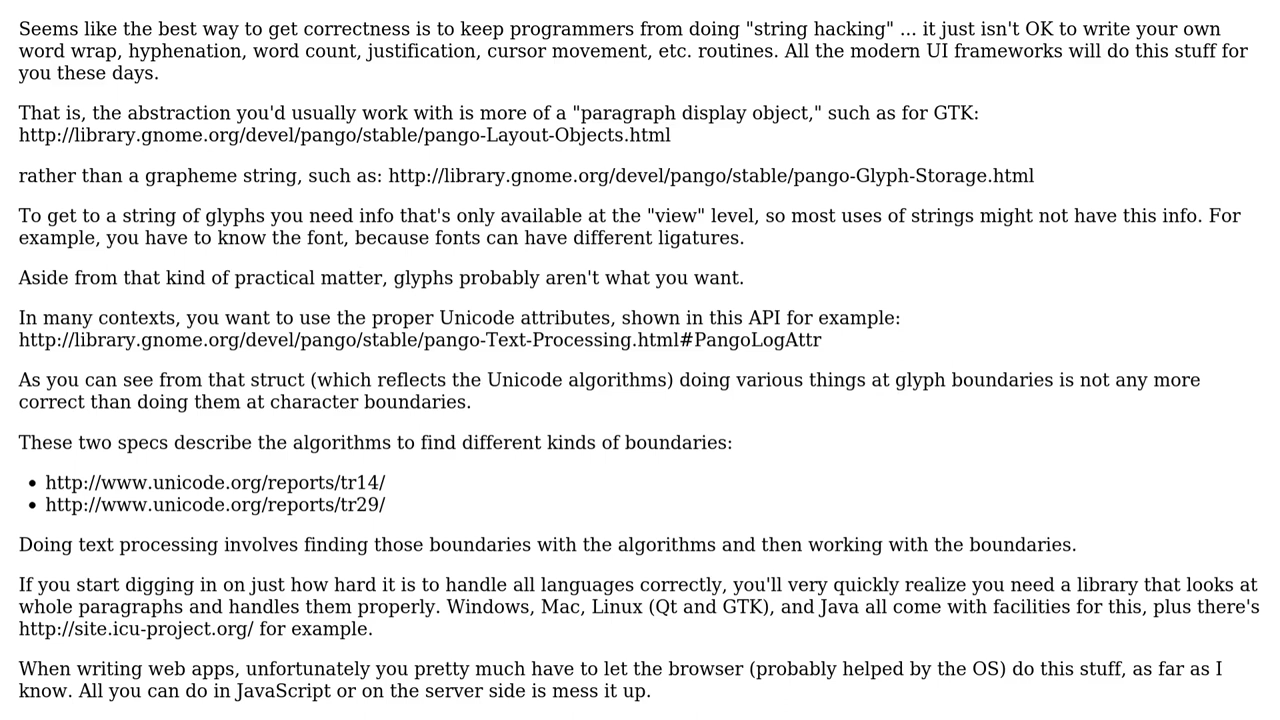 Seems like the best way to get correctness is to keep programmers from doing "string hacking" ... it just isn't OK to write your own
word wrap, hyphenation, word count, justification, cursor movement, etc. routines. All the modern UI frameworks will do this stuff for
you these days.
That is, the abstraction you'd usually work with is more of a "paragraph display object," such as for GTK:
http://library.gnome.org/devel/pango/stable/pango-Layout-Objects.html
rather than a grapheme string, such as: http://library.gnome.org/devel/pango/stable/pango-Glyph-Storage.html
To get to a string of glyphs you need info that's only available at the "view" level, so most uses of strings might not have this info. For
example, you have to know the font, because fonts can have different ligatures.
Aside from that kind of practical matter, glyphs probably aren't what you want.
In many contexts, you want to use the proper Unicode attributes, shown in this API for example:
http://library.gnome.org/devel/pango/stable/pango-Text-Processing.html#PangoLogAttr
As you can see from that struct (which reflects the Unicode algorithms) doing various things at glyph boundaries is not any more
correct than doing them at character boundaries.
These two specs describe the algorithms to find different kinds of boundaries:
• http://www.unicode.org/reports/tr14/
• http://www.unicode.org/reports/tr29/
Doing text processing involves finding those boundaries with the algorithms and then working with the boundaries.
If you start digging in on just how hard it is to handle all languages correctly, you'll very quickly realize you need a library that looks at
whole paragraphs and handles them properly. Windows, Mac, Linux (Qt and GTK), and Java all come with facilities for this, plus there's
http://site.icu-project.org/ for example.
When writing web apps, unfortunately you pretty much have to let the browser (probably helped by the OS) do this stuff, as far as I
know. All you can do in JavaScript or on the server side is mess it up.